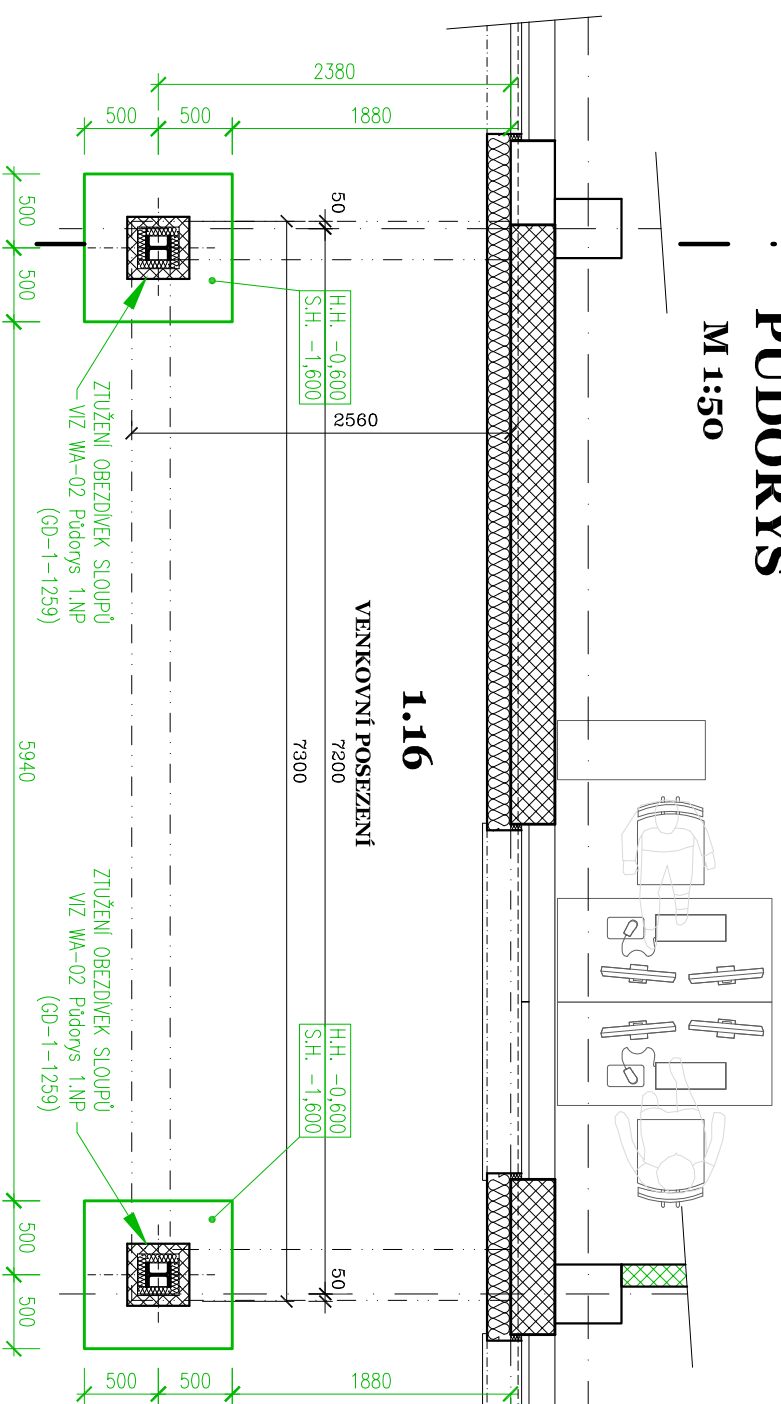 PŮDORYS
M 1:50
2380
500
500
1880
500
500
50
H.H. -0,600
S.H. -1,600
2560
ZTUŽENÍ OBEZDÍVEK SLOUPŮ
VIZ WA-02 Půdorys 1.NP
(GD-1-1259)
1.16
VENKOVNÍ POSEZENÍ
7200
7300
5940
ZTUŽENÍ OBEZDÍVEK SLOUPŮ
VIZ WA-02 Půdorys 1.NP
(GD-1-1259)
H.H. -0,600
S.H. -1,600
50
500
500
500
500
1880